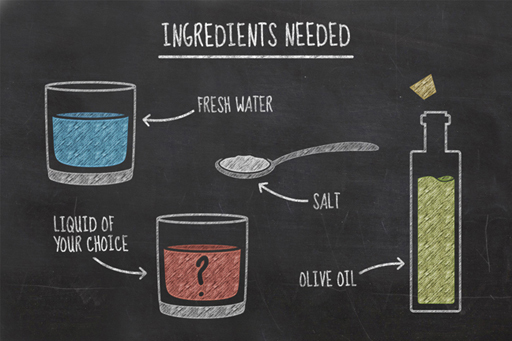 INGREDIENTS NEEDED
FRESH WATER
SALT
LIQUID OF
YOUR CHOICE
?
OLIVE OIL